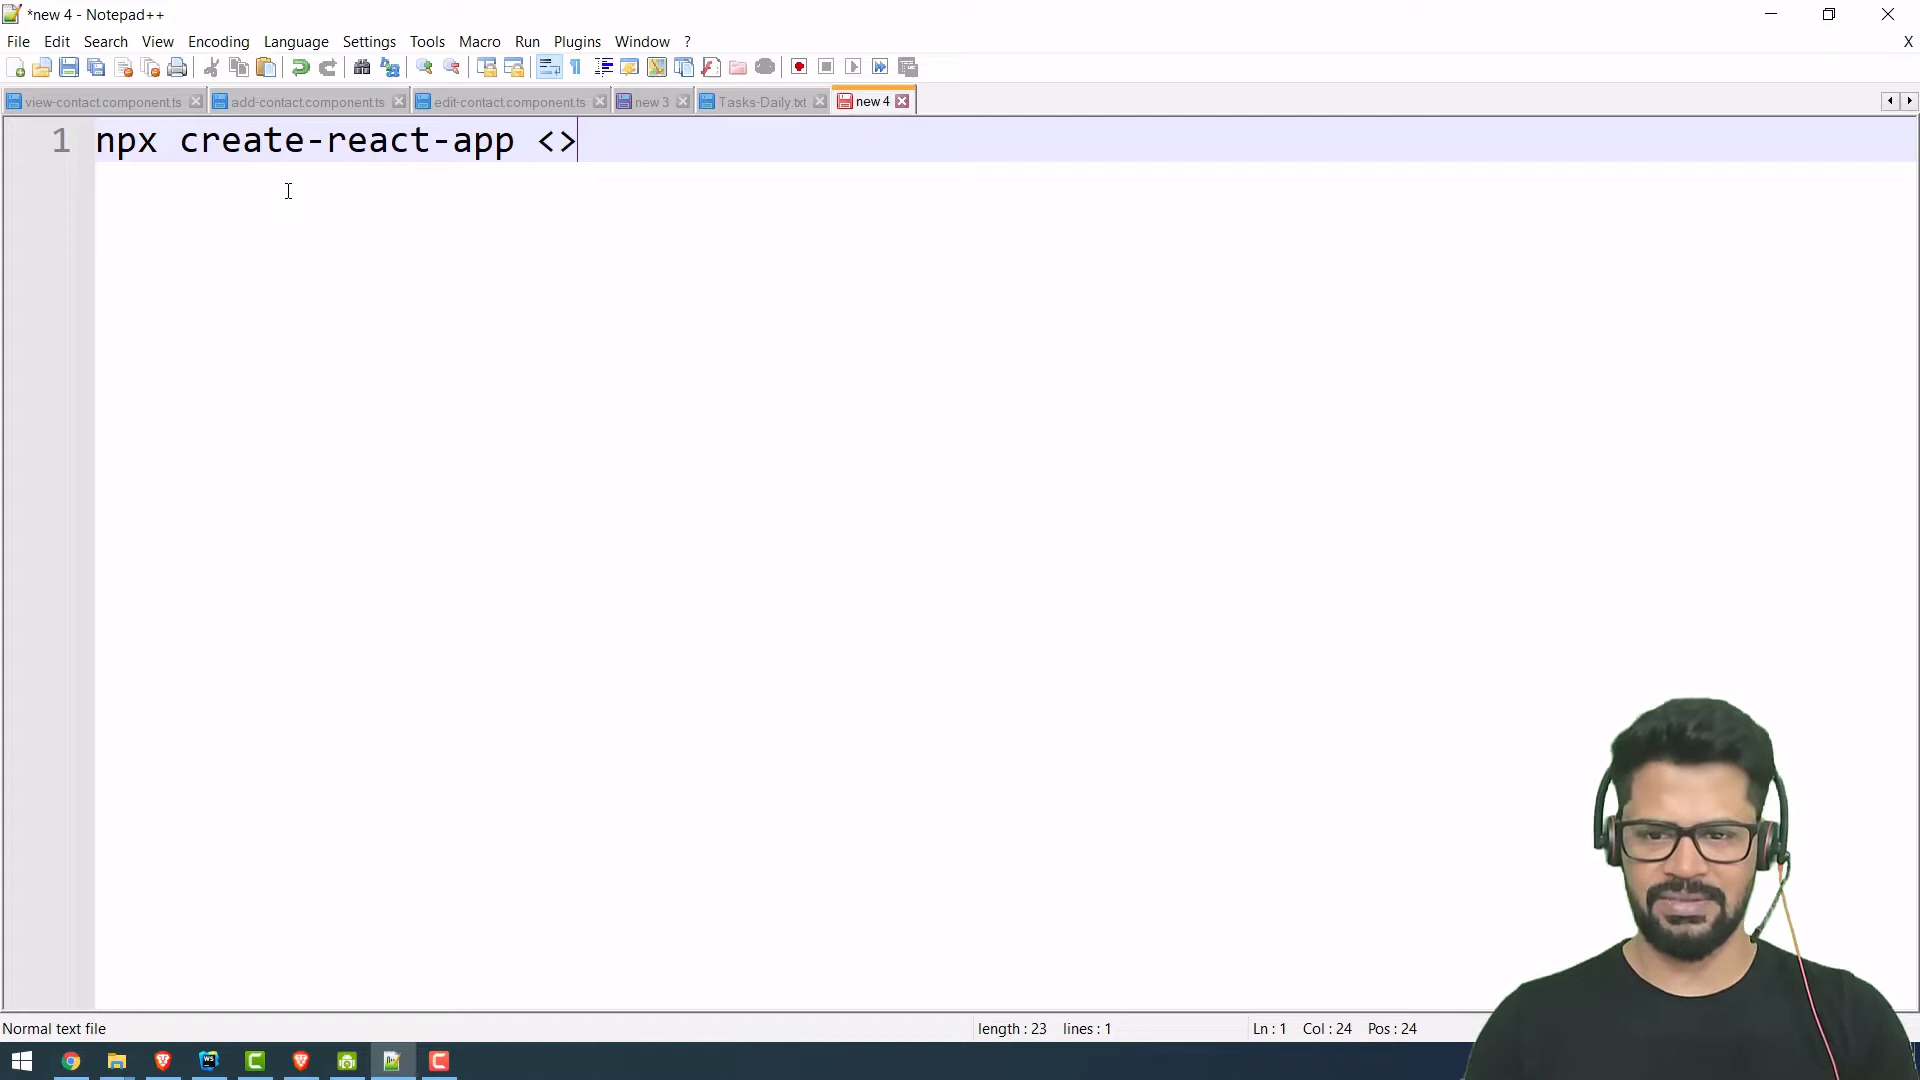 *new 4 - Notepad++
File Edit Search View Encoding Language Settings Tools Macro Run Plugins Window ?
X
view-contact.component.ts add-contact.component.ts edit-contact.component.ts new 3 Tasks-Daily.txt new 4
1 npx create-react-app <>
Normal text file length : 23 lines : 1 Ln : 1 Col : 24 Pos : 24
WS